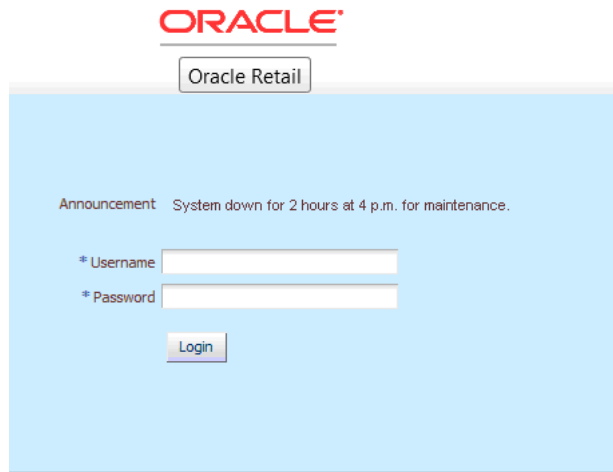 ORACLE
Oracle Retail
Announcement System down for 2 hours at 4 p.m. for maintenance.
* Username
* Password
Login